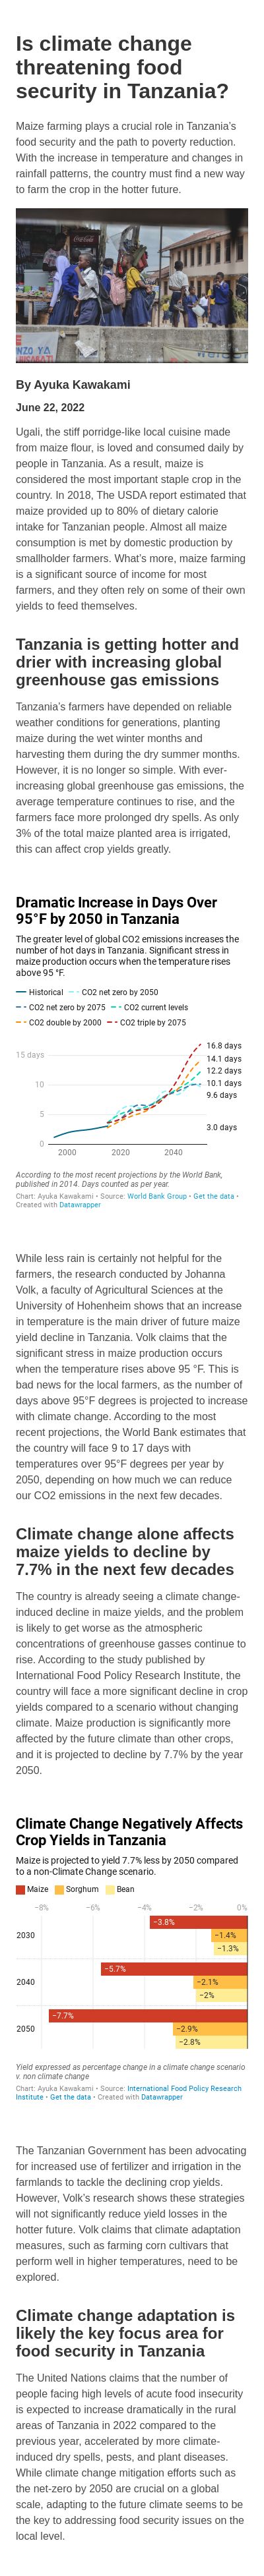 Is climate change
threatening food
security in Tanzania?
Maize farming plays a crucial role in Tanzania's
food security and the path to poverty reduction.
With the increase in temperature and changes in
rainfall patterns, the country must find a new way
to farm the crop in the hotter future.
NZO YA
By Ayuka Kawakami
June 22, 2022
Ugali, the stiff porridge-like local cuisine made
from maize flour, is loved and consumed daily by
people in Tanzania. As a result, maize is
considered the most important staple crop in the
country. In 2018, The USDA report estimated that
maize provided up to 80% of dietary calorie
intake for Tanzanian people. Almost all maize
consumption is met by domestic production by
smallholder farmers. What's more, maize farming
is a significant source of income for most
farmers, and they often rely on some of their own
yields to feed themselves.
Tanzania is getting hotter and
drier with increasing global
greenhouse gas emissions
Tanzania's farmers have depended on reliable
weather conditions for generations, planting
maize during the wet winter months and
harvesting them during the dry summer months.
However, it is no longer so simple. With ever-
increasing global greenhouse gas emissions, the
average temperature continues to rise, and the
farmers face more prolonged dry spells. As only
3% of the total maize planted area is irrigated,
this can affect crop yields greatly.
Dramatic Increase in Days Over
95°F by 2050 in Tanzania
The greater level of global CO2 emissions increases the
number of hot days in Tanzania. Significant stress in
maize production occurs when the temperature rises
above 95 °F.
Historical CO2 net zero by 2050
CO2 net zero by 2075 CO2 current levels
CO2 double by 2000 CO2 triple by 2075
16.8 days
15 days
14.1 days
12.2 days
10
10.1 days
9.6 days
5
3.0 days
0
2000 2020 2040
According to the most recent projections by the World Bank,
published in 2014. Days counted as per year.
Chart: Ayuka Kawakami • Source: World Bank Group • Get the data •
Created with Datawrapper
While less rain is certainly not helpful for the
farmers, the research conducted by Johanna
Volk, a faculty of Agricultural Sciences at the
University of Hohenheim shows that an increase
in temperature is the main driver of future maize
yield decline in Tanzania. Volk claims that the
significant stress in maize production occurs
when the temperature rises above 95 °F. This is
bad news for the local farmers, as the number of
days above 95°F degrees is projected to increase
with climate change. According to the most
recent projections, the World Bank estimates that
the country will face 9 to 17 days with
temperatures over 95°F degrees per year by
2050, depending on how much we can reduce
our CO2 emissions in the next few decades.
Climate change alone affects
maize yields to decline by
7.7% in the next few decades
The country is already seeing a climate change-
induced decline in maize yields, and the problem
is likely to get worse as the atmospheric
concentrations of greenhouse gasses continue to
rise. According to the study published by
International Food Policy Research Institute, the
country will face a more significant decline in crop
yields compared to a scenario without changing
climate. Maize production is significantly more
affected by the future climate than other crops,
and it is projected to decline by 7.7% by the year
2050.
Climate Change Negatively Affects
Crop Yields in Tanzania
Maize is projected to yield 7.7% less by 2050 compared
to a non-Climate Change scenario.
Maize Sorghum Bean
−8% −6% −4% −2% 0%
−3.8%
2030 −1.4%
−1.3%
−5.7%
2040 −2.1%
−2%
−7.7%
2050 −2.9%
−2.8%
Yield expressed as percentage change in a climate change scenario
v. non climate change
Chart: Ayuka Kawakami • Source: International Food Policy Research
Institute • Get the data • Created with Datawrapper
The Tanzanian Government has been advocating
for increased use of fertilizer and irrigation in the
farmlands to tackle the declining crop yields.
However, Volk's research shows these strategies
will not significantly reduce yield losses in the
hotter future. Volk claims that climate adaptation
measures, such as farming corn cultivars that
perform well in higher temperatures, need to be
explored.
Climate change adaptation is
likely the key focus area for
food security in Tanzania
The United Nations claims that the number of
people facing high levels of acute food insecurity
is expected to increase dramatically in the rural
areas of Tanzania in 2022 compared to the
previous year, accelerated by more climate-
induced dry spells, pests, and plant diseases.
While climate change mitigation efforts such as
the net-zero by 2050 are crucial on a global
scale, adapting to the future climate seems to be
the key to addressing food security issues on the
local level.